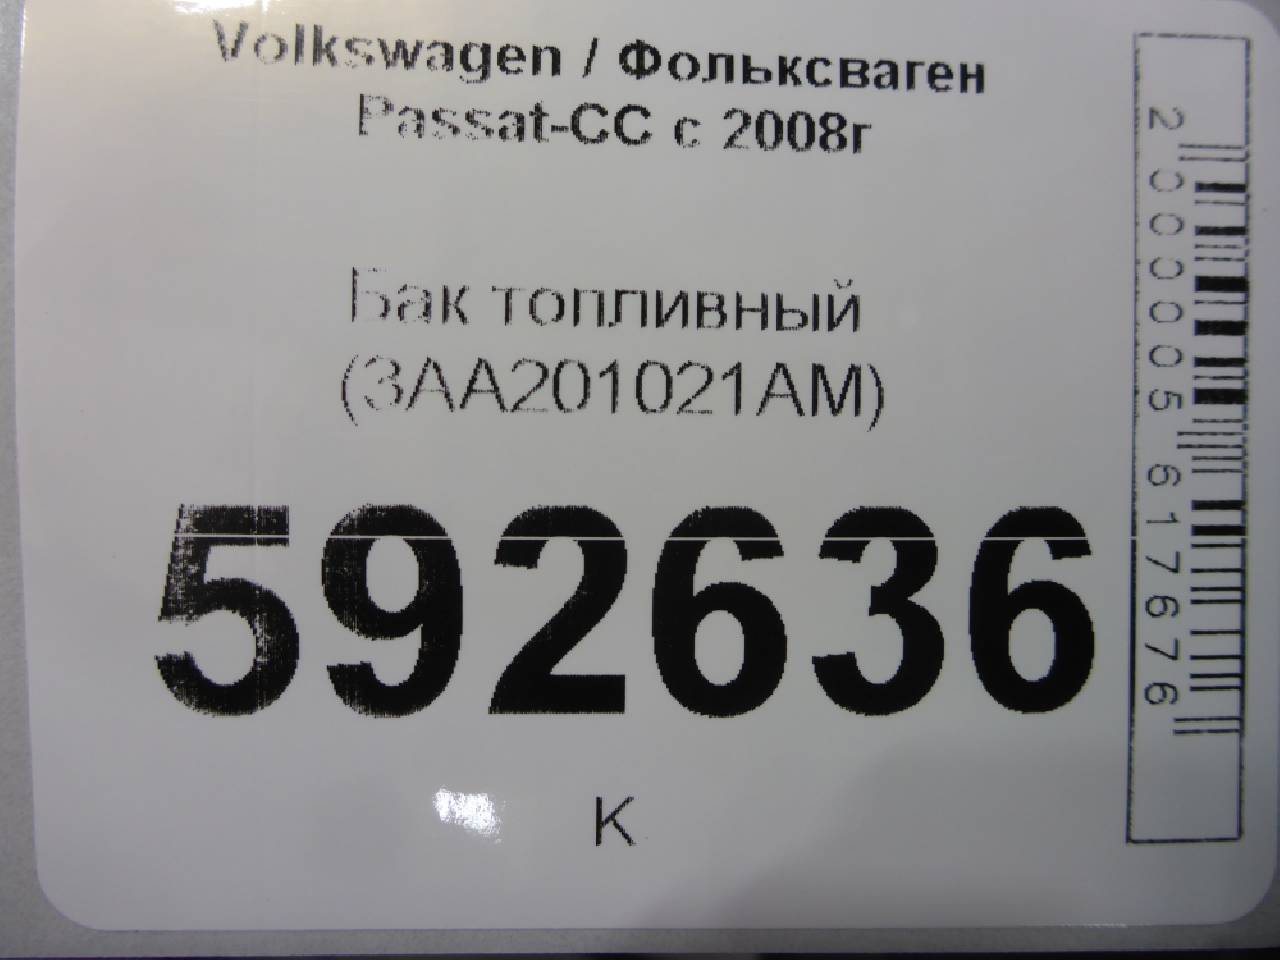 Volkswagen / Фольксваген
Passat-CC с 2008г
Бак топливный
(3AA201021AM)
592636
К
2000005617676